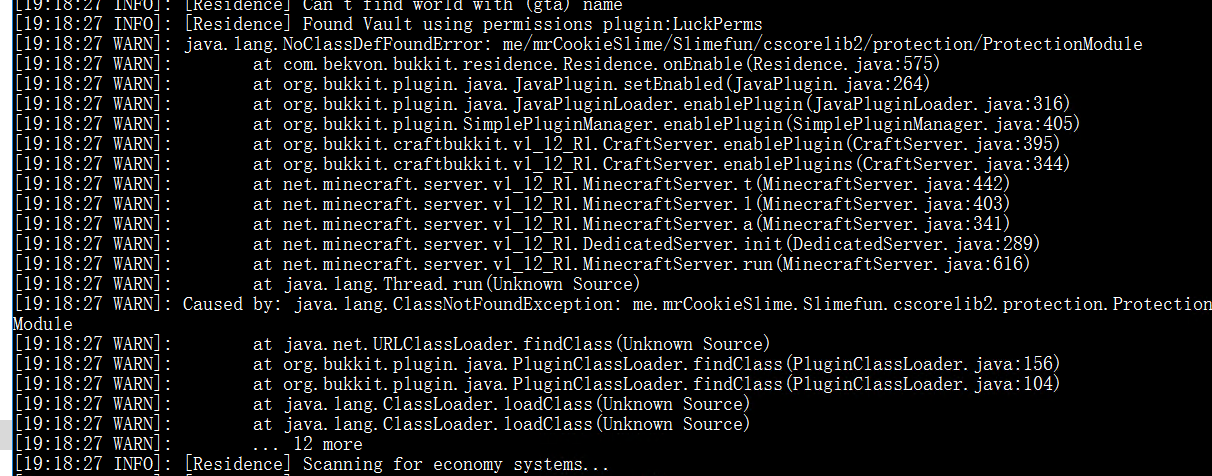 [19:18:27 INFO]: [Residence] Can't find world with (gta) name
[19:18:27 INFO]: [Residence] Found Vault using permissions plugin:LuckPerms
[19:18:27 WARN]: java.lang.NoClassDefFoundError: me/mrCookieSlime/Slimefun/cscorelib2/protection/ProtectionModule
[19:18:27 WARN]: at com.bekvon.bukkit.residence.Residence.onEnable(Residence.java:575)
[19:18:27 WARN]: at org.bukkit.plugin.java.JavaPlugin.setEnabled(JavaPlugin.java:264)
[19:18:27 WARN]: at org.bukkit.plugin.java.JavaPluginLoader.enablePlugin(JavaPluginLoader.java:316)
[19:18:27 WARN]: at org.bukkit.plugin.SimplePluginManager.enablePlugin(SimplePluginManager.java:405)
[19:18:27 WARN]: at org.bukkit.craftbukkit.v1_12_R1.CraftServer.enablePlugin(CraftServer.java:395)
[19:18:27 WARN]: at org.bukkit.craftbukkit.v1_12_R1.CraftServer.enablePlugins(CraftServer.java:344)
[19:18:27 WARN]: at net.minecraft.server.v1_12_R1.MinecraftServer.t(MinecraftServer.java:442)
[19:18:27 WARN]: at net.minecraft.server.v1_12_R1.MinecraftServer.l(MinecraftServer.java:403)
[19:18:27 WARN]: at net.minecraft.server.v1_12_R1.MinecraftServer.a(MinecraftServer.java:341)
[19:18:27 WARN]: at net.minecraft.server.v1_12_R1.DedicatedServer.init(DedicatedServer.java:289)
[19:18:27 WARN]: at net.minecraft.server.v1_12_R1.MinecraftServer.run(MinecraftServer.java:616)
[19:18:27 WARN]: at java.lang.Thread.run(Unknown Source)
[19:18:27 WARN]: Caused by: java.lang.ClassNotFoundException: me.mrCookieSlime.Slimefun.cscorelib2.protection.Protection
Module
[19:18:27 WARN]: at java.net.URLClassLoader.findClass(Unknown Source)
[19:18:27 WARN]: at org.bukkit.plugin.java.PluginClassLoader.findClass(PluginClassLoader.java:156)
[19:18:27 WARN]: at org.bukkit.plugin.java.PluginClassLoader.findClass(PluginClassLoader.java:104)
[19:18:27 WARN]: at java.lang.ClassLoader.loadClass(Unknown Source)
[19:18:27 WARN]: at java.lang.ClassLoader.loadClass(Unknown Source)
[19:18:27 WARN]: ... 12 more
[19:18:27 INFO]: [Residence] Scanning for economy systems...